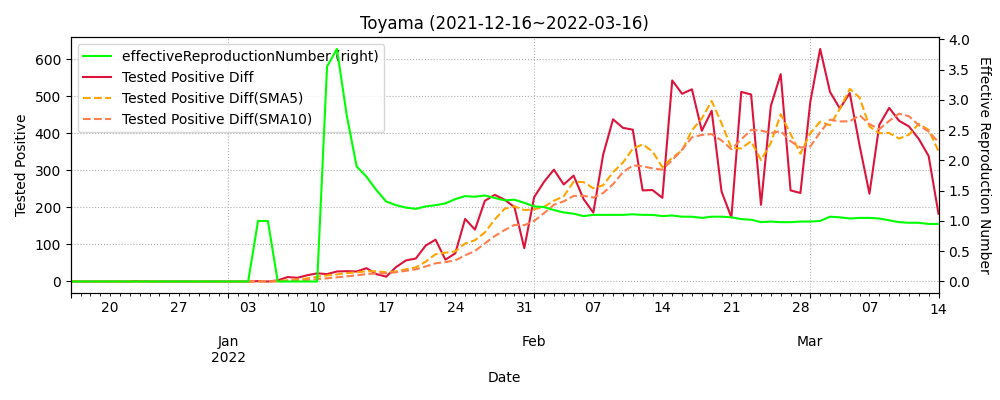 Toyama (2021-12-16~2022-03-16)
effectiveReproductionNumber (right)
Tested Positive Diff
Tested Positive Diff(SMA5)
Tested Positive Diff(SMA10)
Tested Positive
600
500
400
300
200
100
0
4.0
3.5
3.0
2.5
2.0
1.5
1.0
0.5
0.0
Effective Reproduction Number
20 27 03 10 17 24 31 07 14 21 28 07 14
Jan Feb Mar
2022
Date